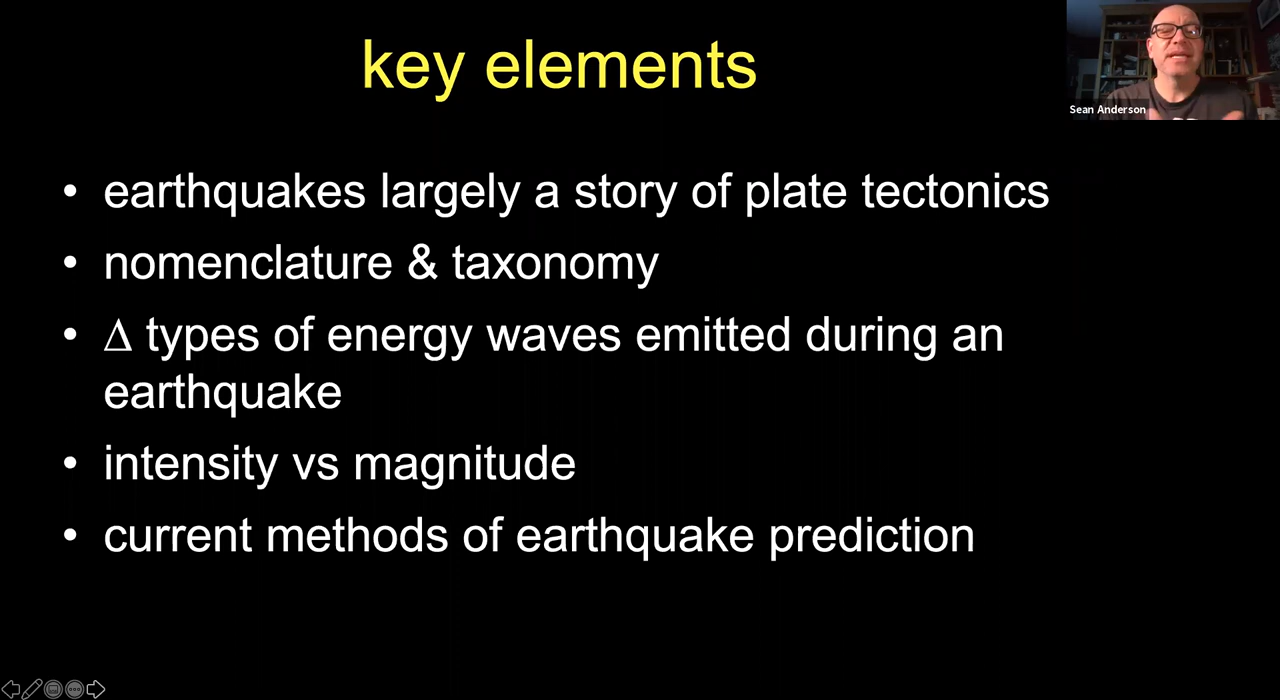 key elements
Sean Anderson
• earthquakes largely a story of plate tectonics
• nomenclature & taxonomy
• Δ types of energy waves emitted during an
earthquake
• intensity vs magnitude
• current methods of earthquake prediction